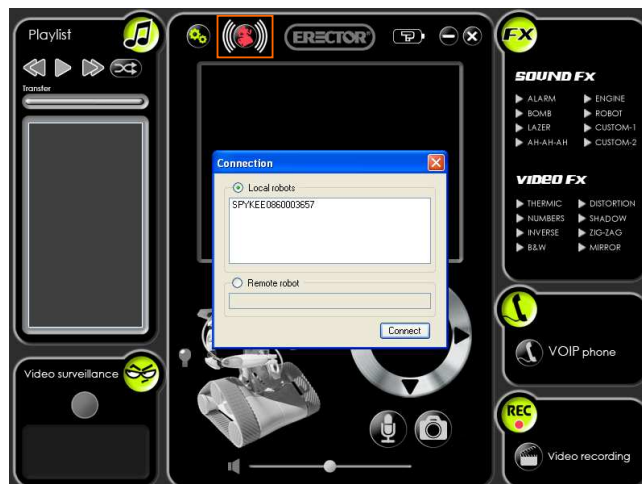 Playlist
Transfer
Video surveillance
ERECTOR
Connection
Local robots
SPYKEE0860003657
Remote robot
Connect
FX
SOUND FX
ALARM
BOMB
LAZER
AH-AH-AH
ENGINE
ROBOT
CUSTOM-1
CUSTOM-2
VIDEO FX
THERMIC
NUMBERS
INVERSE
B&W
DISTORTION
SHADOW
ZIG-ZAG
MIRROR
VOIP phone
REC
Video recording